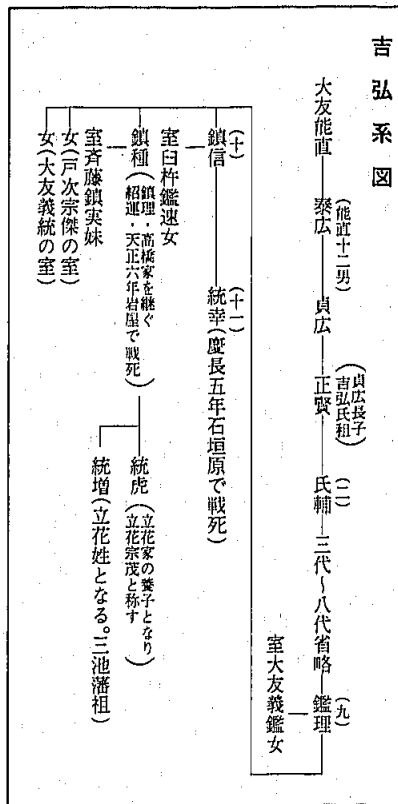 吉弘系図
大友能直
(能直十二男)
泰広
貞広
(貞広長子
吉弘氏祖)
正賢
(二)
氏輔
三代〜八代省略
(九)
鑑理
室大友義鑑女
(十)
鎮信
室臼杵鑑速女
(十一)
統幸(慶長五年石垣原で戦死)
鎮種(鎮理・高橋家を継ぐ
紹運・天正六年岩屋で戦死)
室斉藤鎮実妹
統虎(立花家の養子となり
立花宗茂と称す)
統増(立花姓となる。三池藩祖)
女(戸次宗傑の室)
女(大友義統の室)